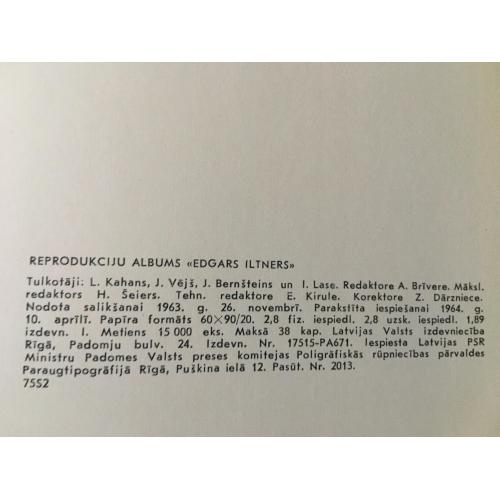 REPRODUKCIJU ALBUMS «EDGARS ILTNERS»
Tulkotāji: L. Kahans, J. Vējš, J. Bernšteins un I. Lase. Redaktore A. Brīvere. Māksl.
redaktors H. Šeiers. Tehn. redaktore E. Kirule. Korektore Z. Dārzniece.
Nodota salikšanai 1963. g. 26. novembrī. Parakstīta iespiešanai 1964. g.
10. aprīlī. Papīra formāts 60×90/20. 2,8 fiz. iespiedl. 2,8 uzsk. iespiedl. 1,89
izdevn. l. Metiens 15 000 eks. Maksā 38 kap. Latvijas Valsts izdevniecība
Rīgā, Padomju bulv. 24. Izdevn. Nr. 17515-PA671. Iespiesta Latvijas PSR
Ministru Padomes Valsts preses komitejas Poligrāfiskās rūpniecības pārvaldes
Paraugtipogrāfijā Rīgā, Puškina ielā 12. Pasūt. Nr. 2013.
75S2